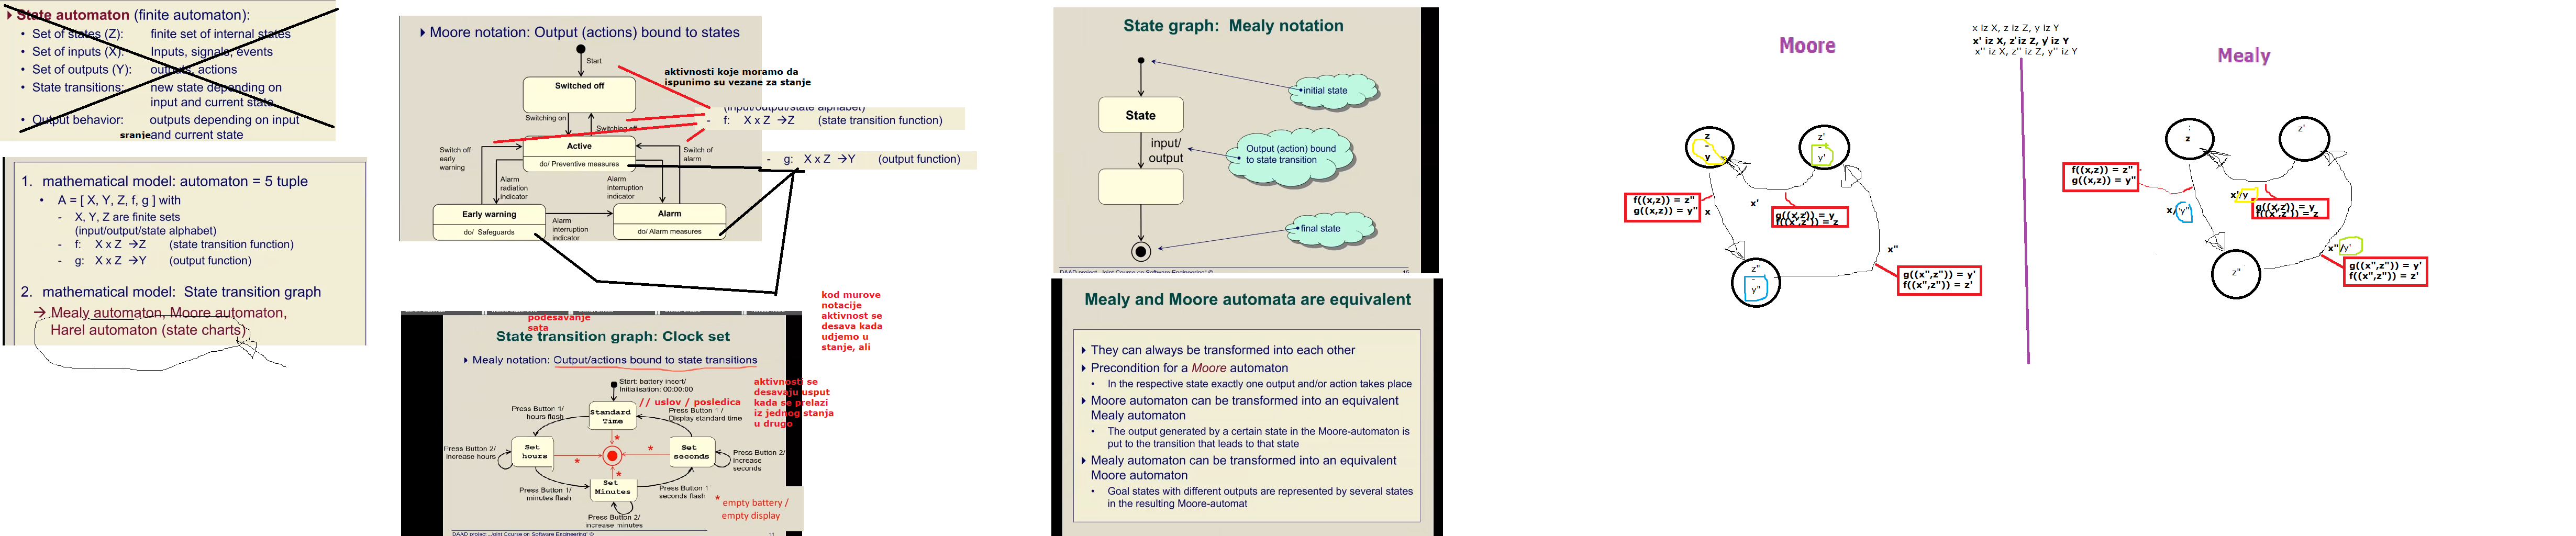 State automaton (finite automaton):
• Set of states (Z): finite set of internal states
• Set of inputs (X): Inputs, signals, events
• Set of outputs (Y): outputs, actions
• State transitions: new state depending on
input and current state
• Output behavior: outputs depending on input
sranje and current state
1. mathematical model: automaton = 5 tuple
• A = [ X, Y, Z, f, g ] with
- X, Y, Z are finite sets
(input/output/state alphabet)
- f: X x Z →Z (state transition function)
- g: X x Z →Y (output function)
2. mathematical model: State transition graph
→ Mealy automaton, Moore automaton,
Harel automaton (state charts)
Moore notation: Output (actions) bound to states
Start
aktivnosti koje moramo da
ispunimo su vezane za stanje
Switched off
(input/output/state alphabet)
- f: X x Z →Z (state transition function)
Switching on
Switching off
Active
do/ Preventive measures
Switch off
early
warning
Switch of
alarm
- g: X x Z →Y (output function)
Alarm
radiation
indicator
Alarm
interruption
indicator
Early warning
do/ Safeguards
Alarm
interruption
indicator
Alarm
do/ Alarm measures
kod murove
notacije
aktivnost se
desava kada
udjemo u
stanje, ali
podesavanje
sata
State transition graph: Clock set
Mealy notation: Output/actions bound to state transitions
Start: battery insert/
Initialisation: 00:00:00
aktivnosti se
desavaju usput
kada se prelazi
iz jednog stanja
u drugo
// uslov / posledica
Press Button 1/
hours flash
Standard
Time
Press Button 1 /
Display standard time
Press Button 2/
increase hours
Set
hours
Set
seconds
Press Button 2/
increase
seconds
Press Button 1/
minutes flash
Set
Minutes
Press Button 1
seconds flash
Press Button 2/
increase minutes
* empty battery /
empty display
DAAD project „Joint Course on Software Engineering“ ©
11
State graph: Mealy notation
initial state
State
input/
output
Output (action) bound
to state transition
final state
DAAD project „Joint Course on Software Engineering“ ©
15
Mealy and Moore automata are equivalent
They can always be transformed into each other
Precondition for a Moore automaton
• In the respective state exactly one output and/or action takes place
Moore automaton can be transformed into an equivalent
Mealy automaton
• The output generated by a certain state in the Moore-automaton is
put to the transition that leads to that state
Mealy automaton can be transformed into an equivalent
Moore automaton
• Goal states with different outputs are represented by several states
in the resulting Moore-automat
x iz X, z iz Z, y iz Y
x' iz X, z' iz Z, y' iz Y
x'' iz X, z'' iz Z, y'' iz Y
Moore
z
-
y
z'
-
y'
f((x,z)) = z"
g((x,z)) = y"
x
x'
g((x',z')) = y
f((x',z')) = z
x"
z"
-
y"
g((x",z")) = y'
f((x",z")) = z'
Mealy
z
z'
f((x,z)) = z"
g((x,z)) = y"
x'/y
x/y"
g((x',z')) = y
f((x',z')) = z
x"/y'
z"
g((x",z")) = y'
f((x",z")) = z'